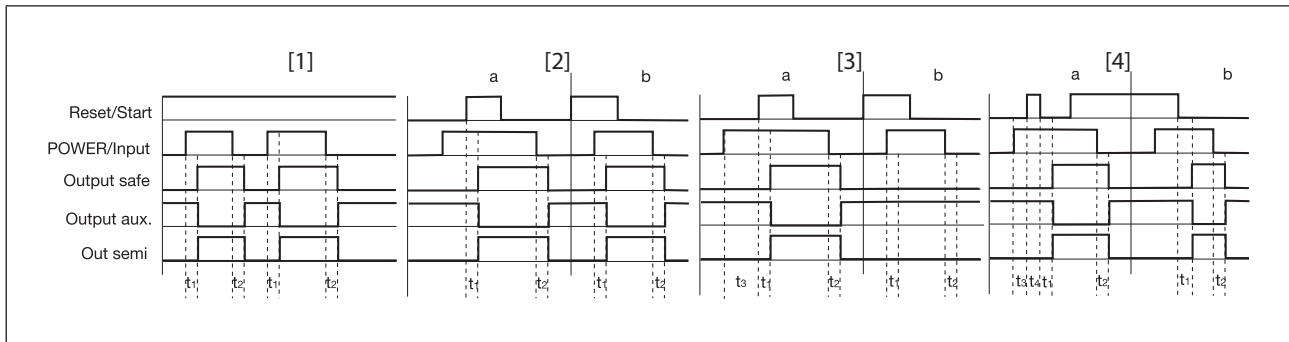 [1] [2] [3] [4]
a b a b a b
Reset/Start
POWER/Input
Output safe
Output aux.
Out semi
t1 t2 t1 t2 t1 t2 t1 t2 t3 t1 t2 t1 t2 t3 t4 t1 t2 t1 t2